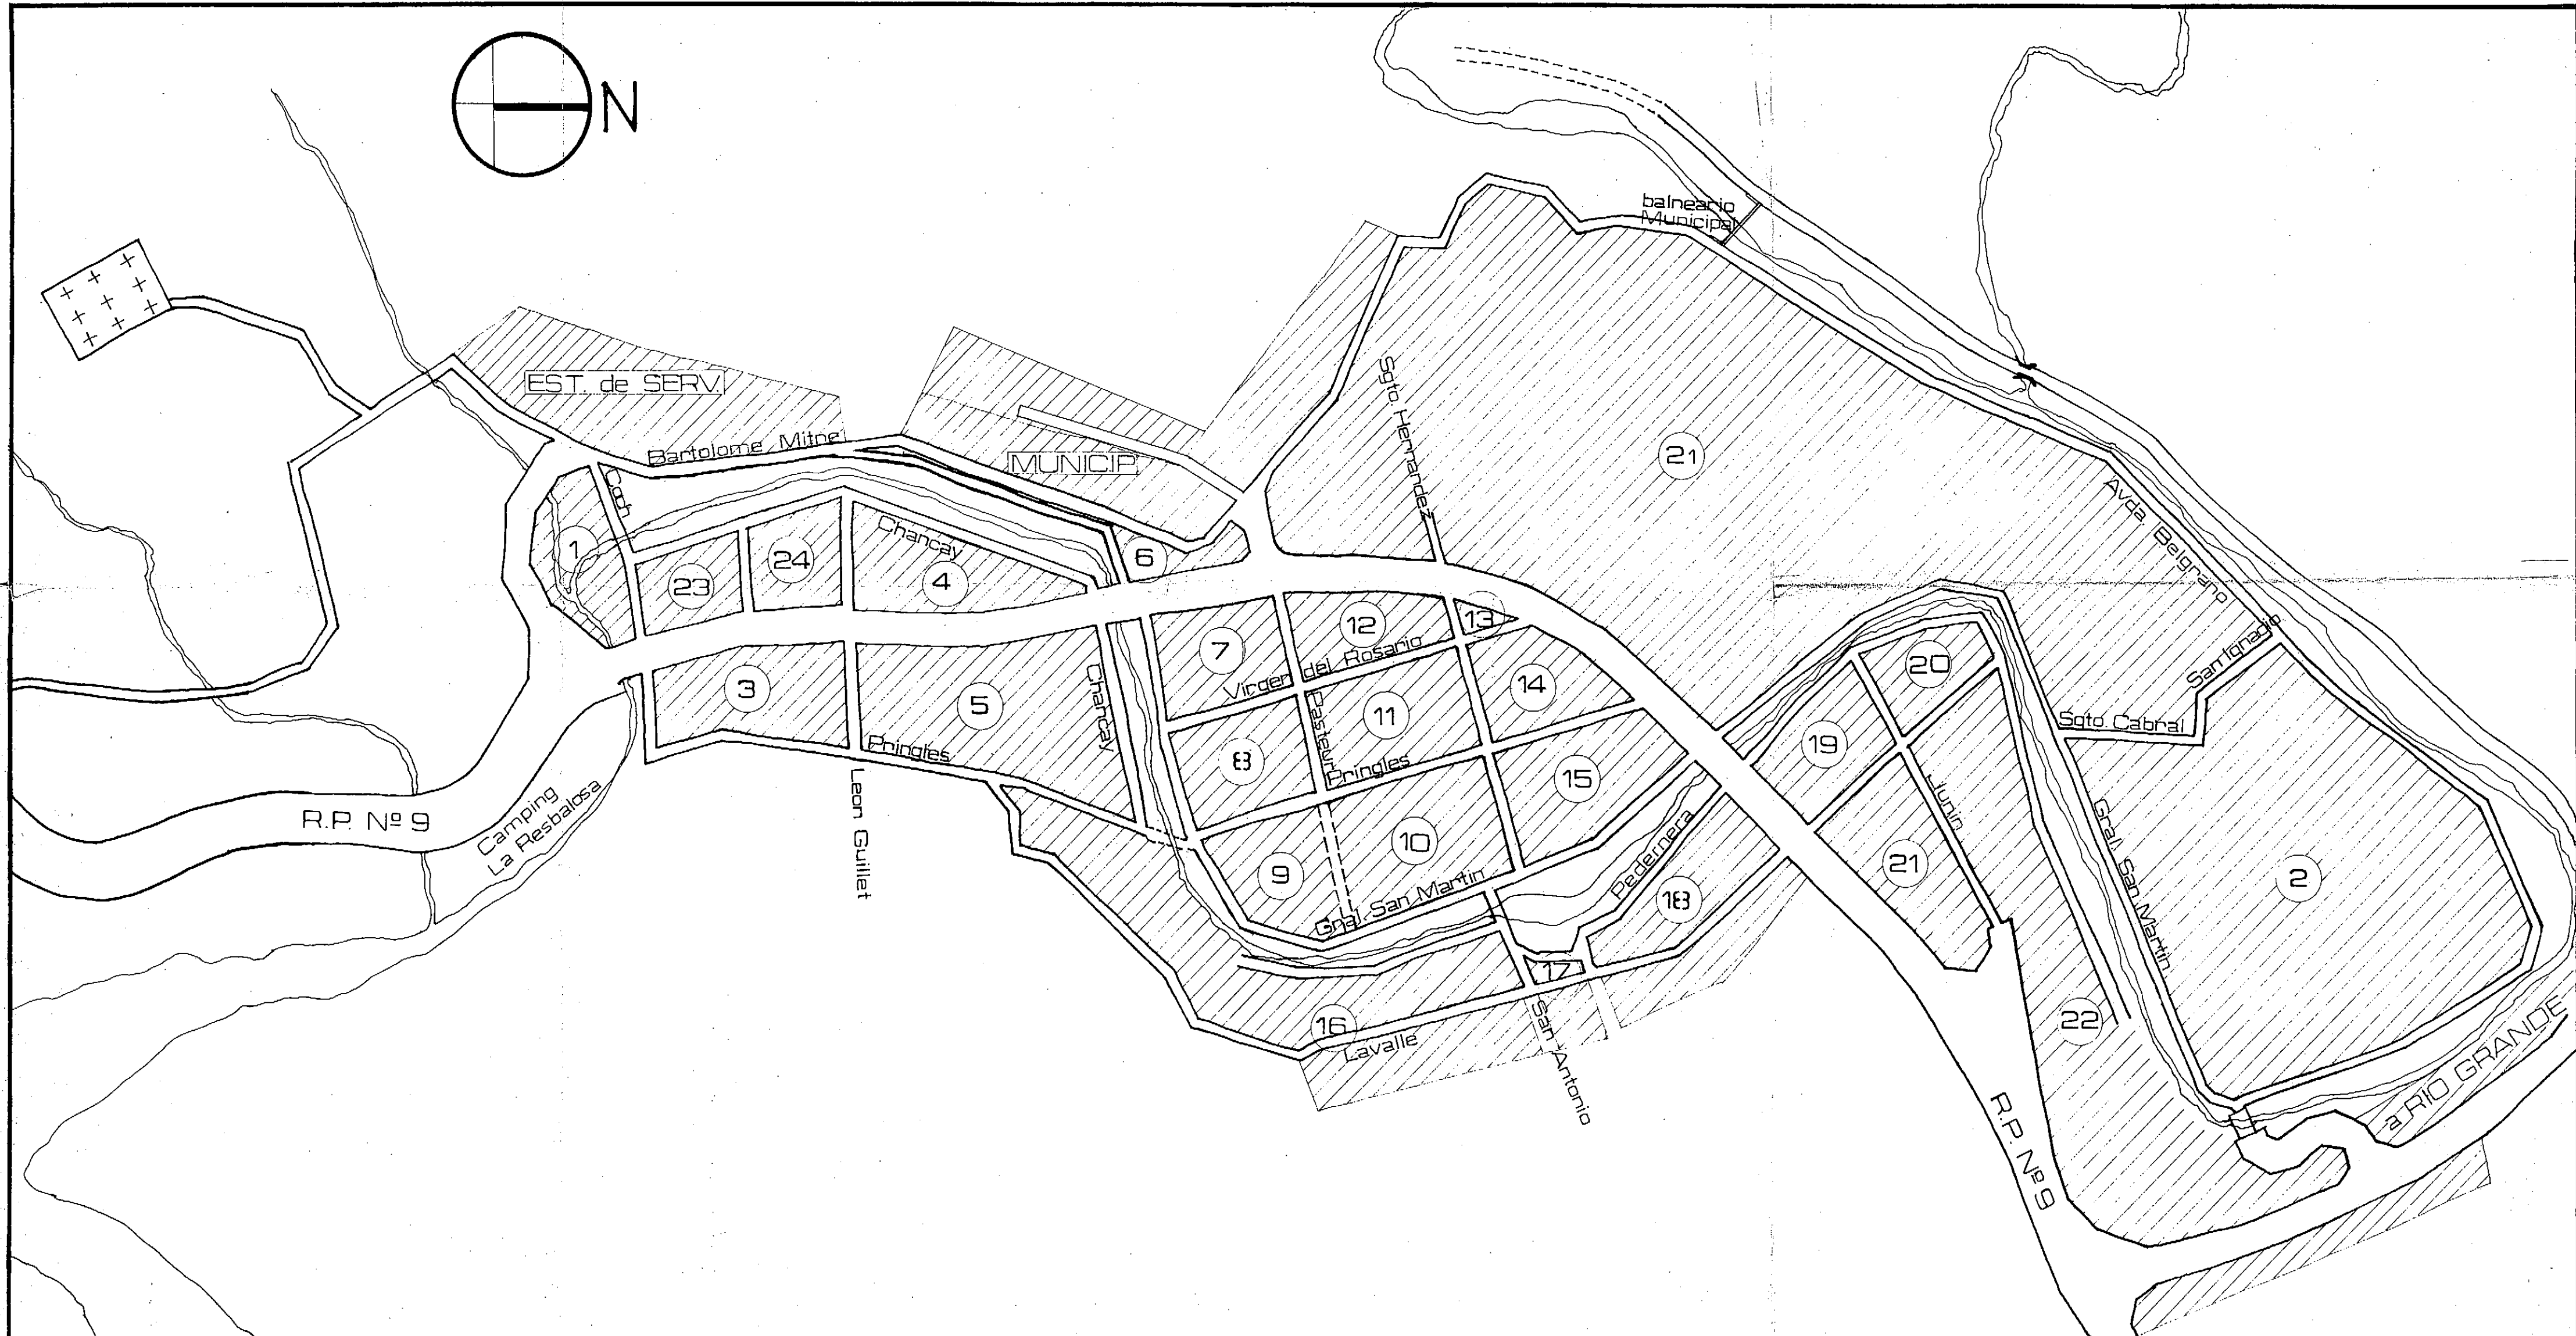 N
balneario
Municipal
EST. de SERV.
Sgto. Hernandez
Bartolome Mitre
MUNICIP.
21
Coch
Avda Belgrano
1
Chancay
6
24
23
4
13
12
San Ignacio
7
Virgen del Rosario
20
3
14
5
Chancay
11
Pasteur
Sgto. Cabral
Pringles
19
8
Pringles
15
Leon Guillet
Junin
R.P. Nº 9
Camping
La Resbalosa
10
Pedernera
Gral. San Martin
21
9
Gral. San Martin
18
2
17
16
Lavalle
San Antonio
22
a RIO GRANDE
R.P. Nº 9